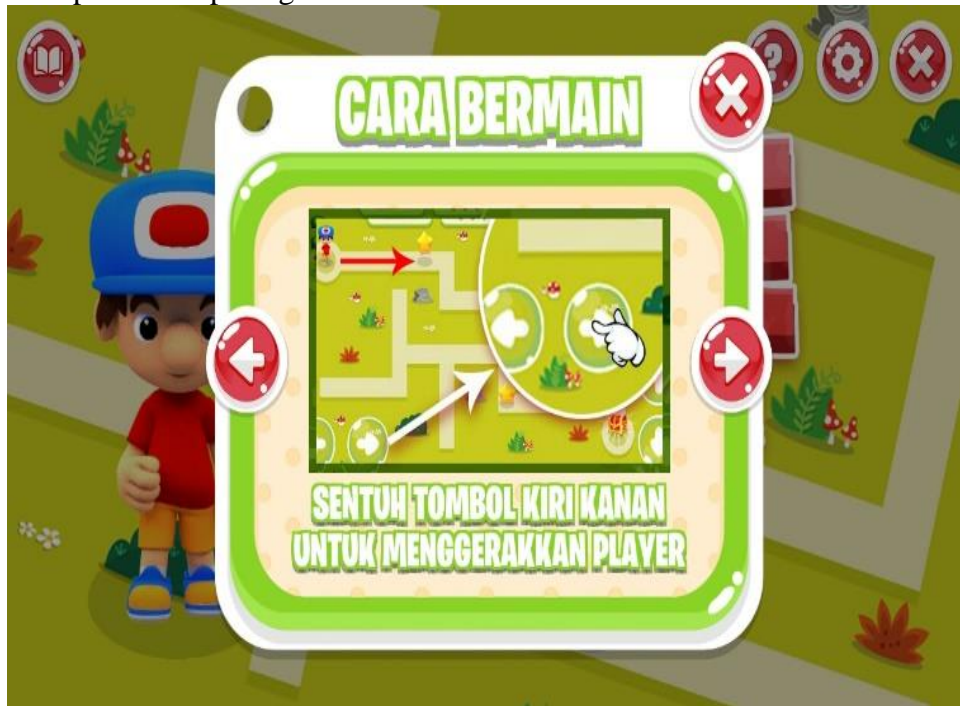 CARA BERMAIN
SENTUH TOMBOL KIRI KANAN
UNTUK MENGGERAKKAN PLAYER